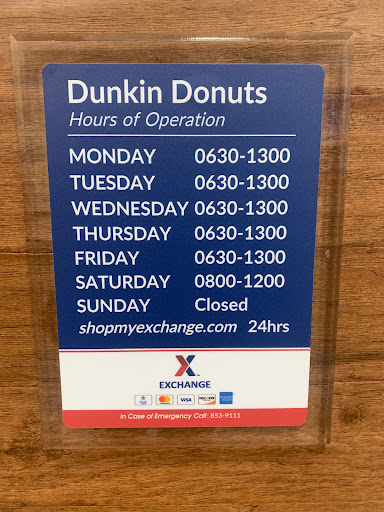 Dunkin Donuts
Hours of Operation
MONDAY 0630-1300
TUESDAY 0630-1300
WEDNESDAY 0630-1300
THURSDAY 0630-1300
FRIDAY 0630-1300
SATURDAY 0800-1200
SUNDAY Closed
shopmyexchange.com 24hrs
X
EXCHANGE
VISA DISCOVER
In Case of Emergency Call: 853-9111